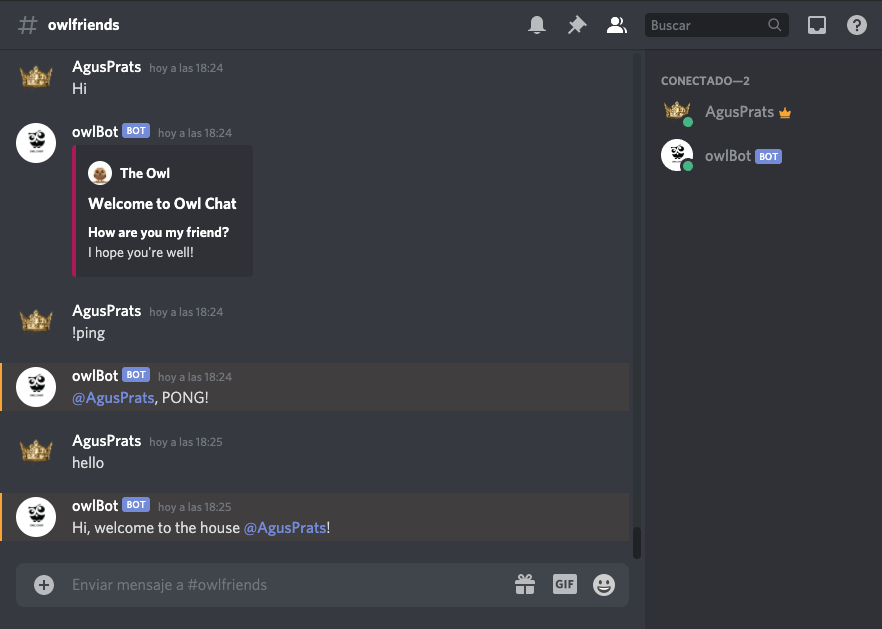 # owlfriends
Buscar
AgusPrats hoy a las 18:24
Hi
owlBot BOT hoy a las 18:24
The Owl
Welcome to Owl Chat
How are you my friend?
I hope you're well!
AgusPrats hoy a las 18:24
!ping
owlBot BOT hoy a las 18:24
@AgusPrats, PONG!
AgusPrats hoy a las 18:25
hello
owlBot BOT hoy a las 18:25
Hi, welcome to the house @AgusPrats!
Enviar mensaje a #owlfriends
GIF
CONECTADO—2
AgusPrats
owlBot BOT